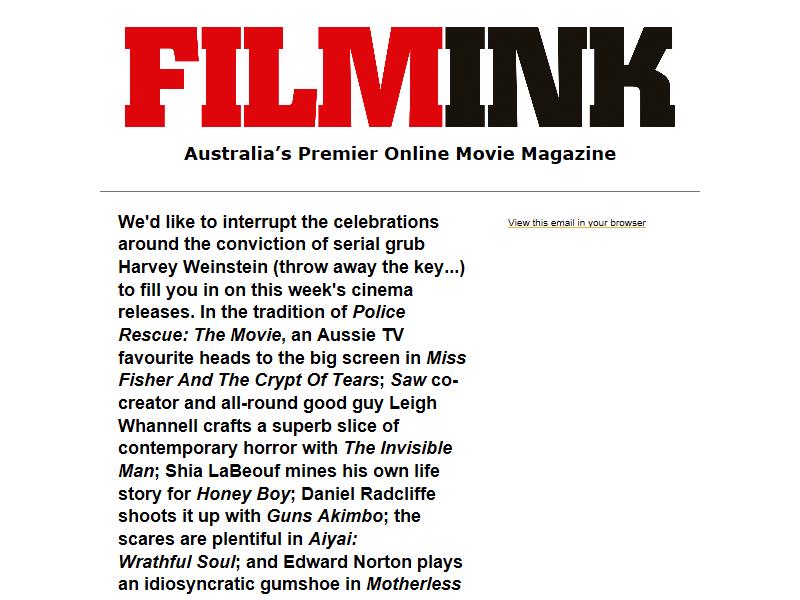 FILMINK
Australia’s Premier Online Movie Magazine
We'd like to interrupt the celebrations
around the conviction of serial grub
Harvey Weinstein (throw away the key...)
to fill you in on this week's cinema
releases. In the tradition of Police
Rescue: The Movie, an Aussie TV
favourite heads to the big screen in Miss
Fisher And The Crypt Of Tears; Saw co-
creator and all-round good guy Leigh
Whannell crafts a superb slice of
contemporary horror with The Invisible
Man; Shia LaBeouf mines his own life
story for Honey Boy; Daniel Radcliffe
shoots it up with Guns Akimbo; the
scares are plentiful in Aiyai:
Wrathful Soul; and Edward Norton plays
an idiosyncratic gumshoe in Motherless
View this email in your browser